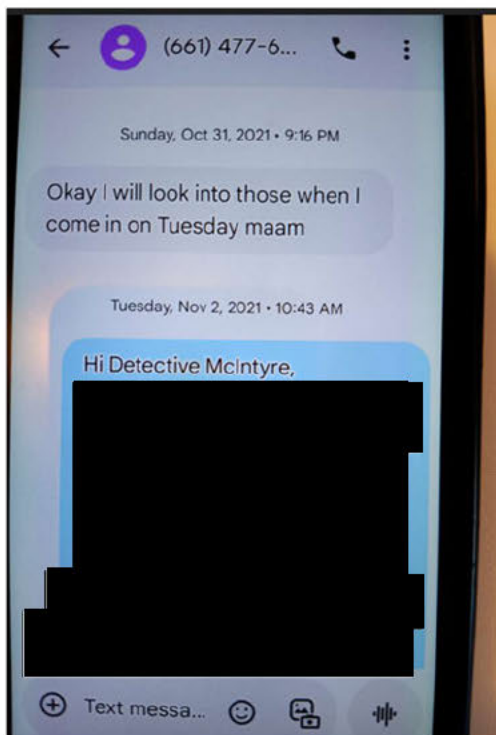 (661) 477-6...
Sunday, Oct 31, 2021 • 9:16 PM
Okay I will look into those when I
come in on Tuesday maam
Tuesday, Nov 2, 2021 • 10:43 AM
Hi Detective McIntyre,
Text messa...